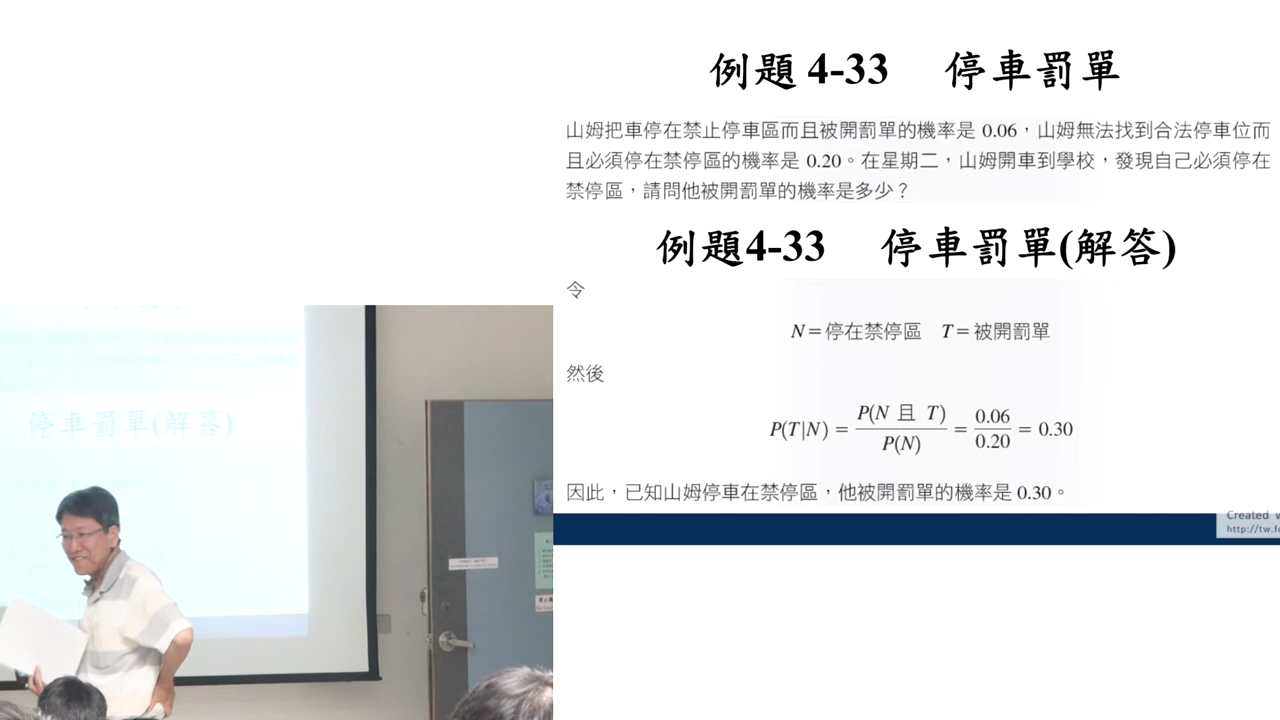 例題 4-33 停車罰單
山姆把車停在禁止停車區而且被開罰單的機率是 0.06，山姆無法找到合法停車位而
且必須停在禁停區的機率是 0.20。在星期二，山姆開車到學校，發現自己必須停在
禁停區，請問他被開罰單的機率是多少？
例題4-33 停車罰單(解答)
令
N＝停在禁停區 T＝被開罰單
然後
P(T|N) = P(N 且 T) / P(N) = 0.06 / 0.20 = 0.30
因此，已知山姆停車在禁停區，他被開罰單的機率是 0.30。
Created
http://tw.f
停車罰單(解答)